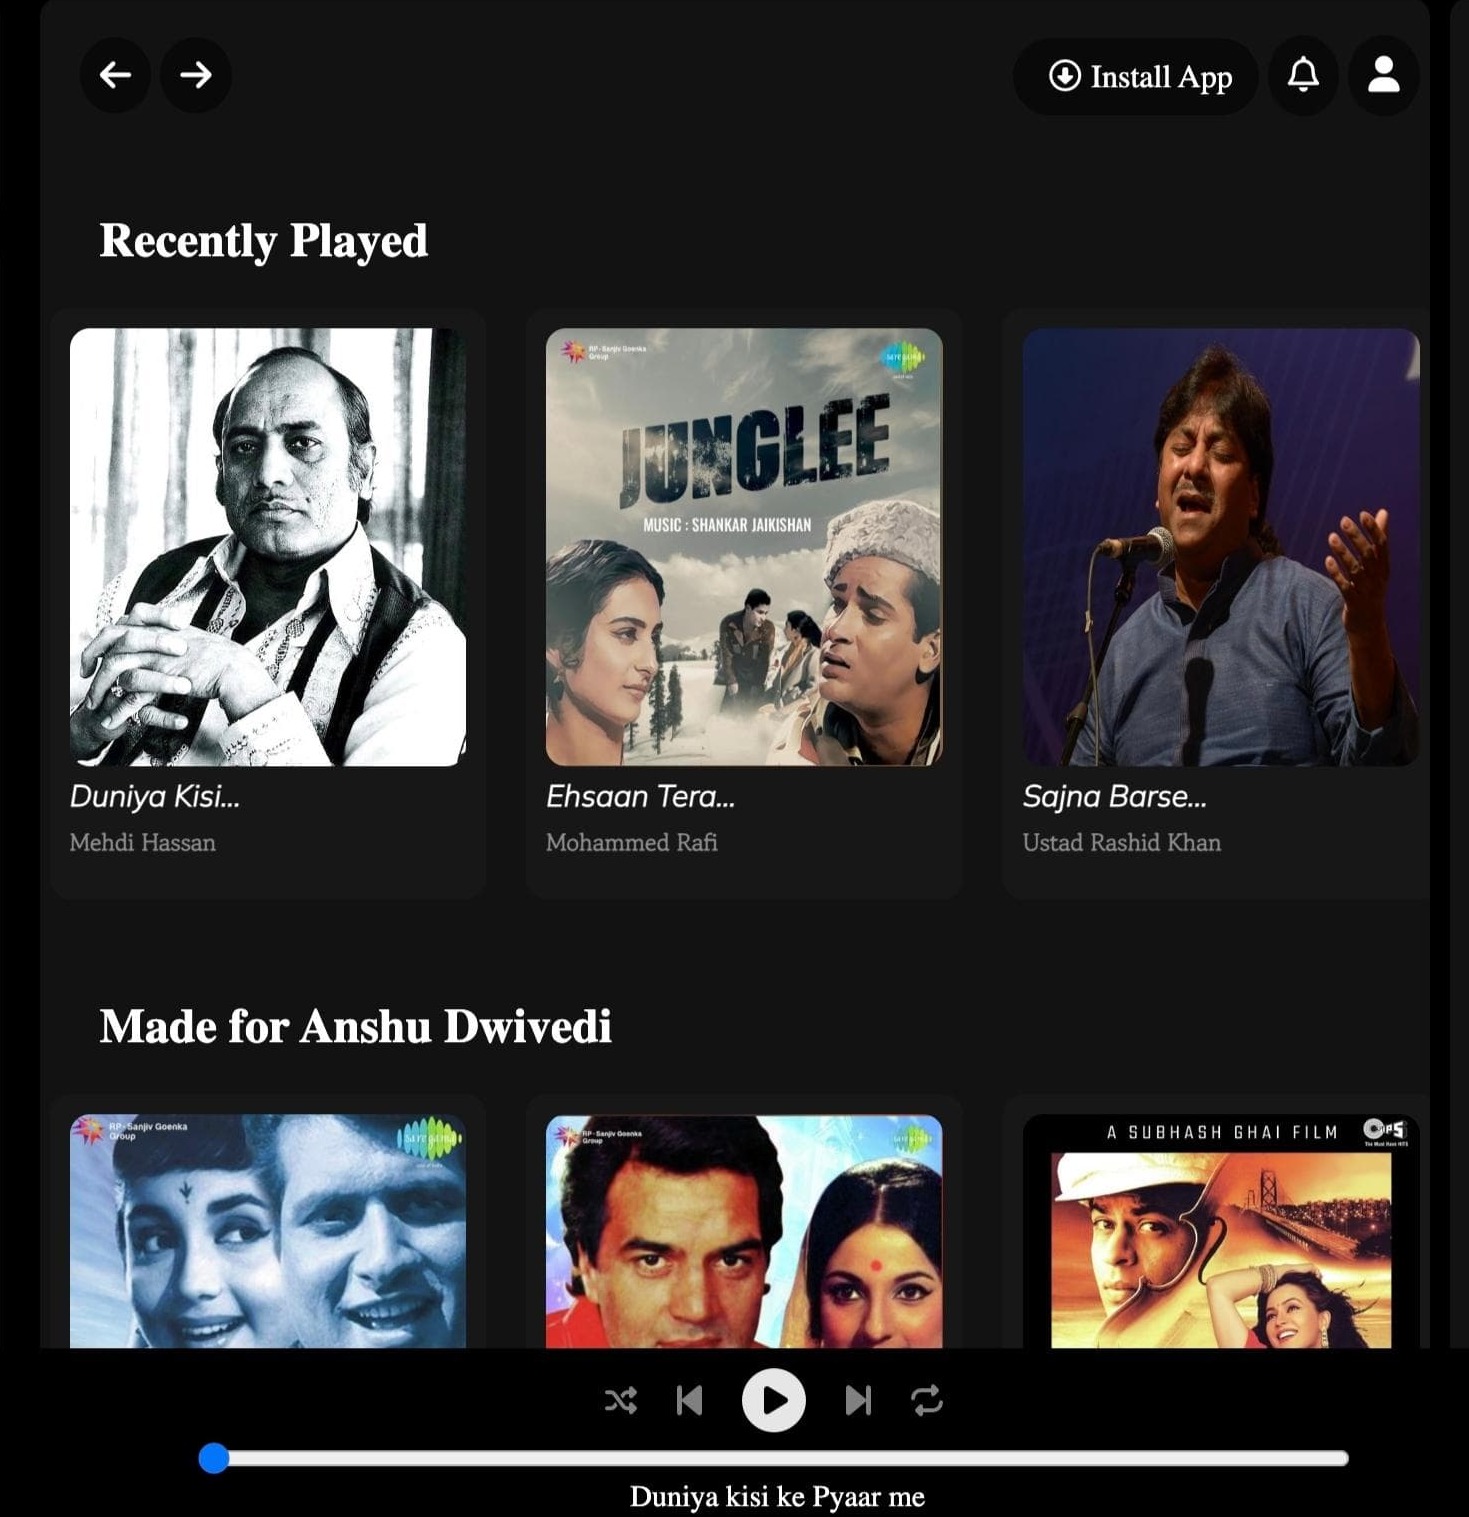 Install App
Recently Played
RP-Sanjiv Goenka
Group
saregama
JUNGLEE
MUSIC : SHANKAR JAIKISHAN
Duniya Kisi...
Mehdi Hassan
Ehsaan Tera...
Mohammed Rafi
Sajna Barse...
Ustad Rashid Khan
Made for Anshu Dwivedi
RP-Sanjiv Goenka
Group
saregama
RP-Sanjiv Goenka
Group
saregama
A SUBHASH GHAI FILM
TIPS
Duniya kisi ke Pyaar me